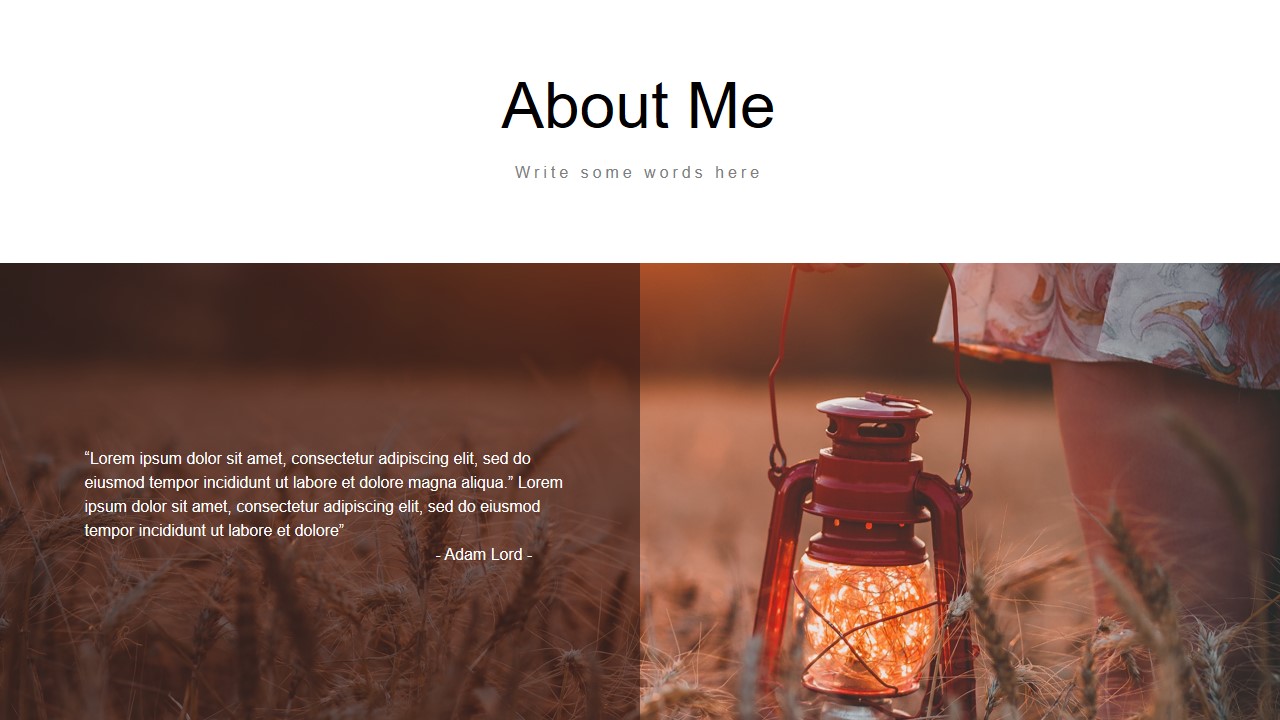 About Me
Write some words here
“Lorem ipsum dolor sit amet, consectetur adipiscing elit, sed do
eiusmod tempor incididunt ut labore et dolore magna aliqua.” Lorem
ipsum dolor sit amet, consectetur adipiscing elit, sed do eiusmod
tempor incididunt ut labore et dolore”
- Adam Lord -